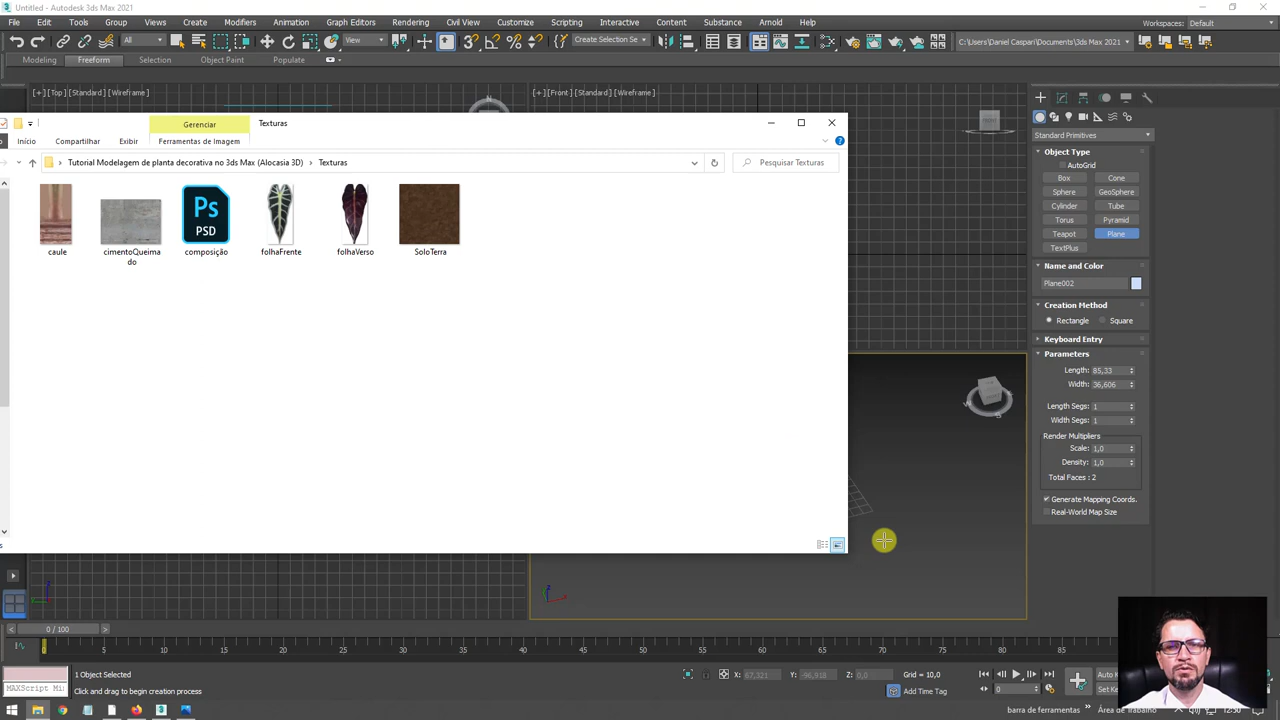 Untitled - Autodesk 3ds Max 2021
File Edit Tools Group Views Create Modifiers Animation Graph Editors Rendering Civil View Customize Scripting Interactive Content Substance Arnold Help
Workspaces: Default
All View Create Selection Se C:\Users\Daniel Caspari\Documents\3ds Max 2021
Modeling Freeform Selection Object Paint Populate
[+] [Top] [Standard] [Wireframe] [+] [Front] [Standard] [Wireframe]
Gerenciar Texturas
Início Compartilhar Exibir Ferramentas de Imagem
Tutorial Modelagem de planta decorativa no 3ds Max (Alocasia 3D) > Texturas
Pesquisar Texturas
Ps
PSD
caule cimentoQueima
do composição folhaFrente folhaVerso SoloTerra
Standard Primitives
Object Type
AutoGrid
Box Cone
Sphere GeoSphere
Cylinder Tube
Torus Pyramid
Teapot Plane
TextPlus
Name and Color
Plane002
Creation Method
Rectangle Square
Keyboard Entry
Parameters
Length: 85,33
Width: 36,606
Length Segs: 1
Width Segs: 1
Render Multipliers
Scale: 1,0
Density: 1,0
Total Faces : 2
Generate Mapping Coords.
Real-World Map Size
0 / 100
0 5 10 15 20 25 30 35 40 45 50 55 60 65 70 75 80 85
1 Object Selected
X: 67,321 Y: -96,918 Z: 0,0 Grid = 10,0
MAXScript Mi
Click and drag to begin creation process
Add Time Tag
0
Auto K
Set K
barra de ferramentas
Área de Trabalho
12:50